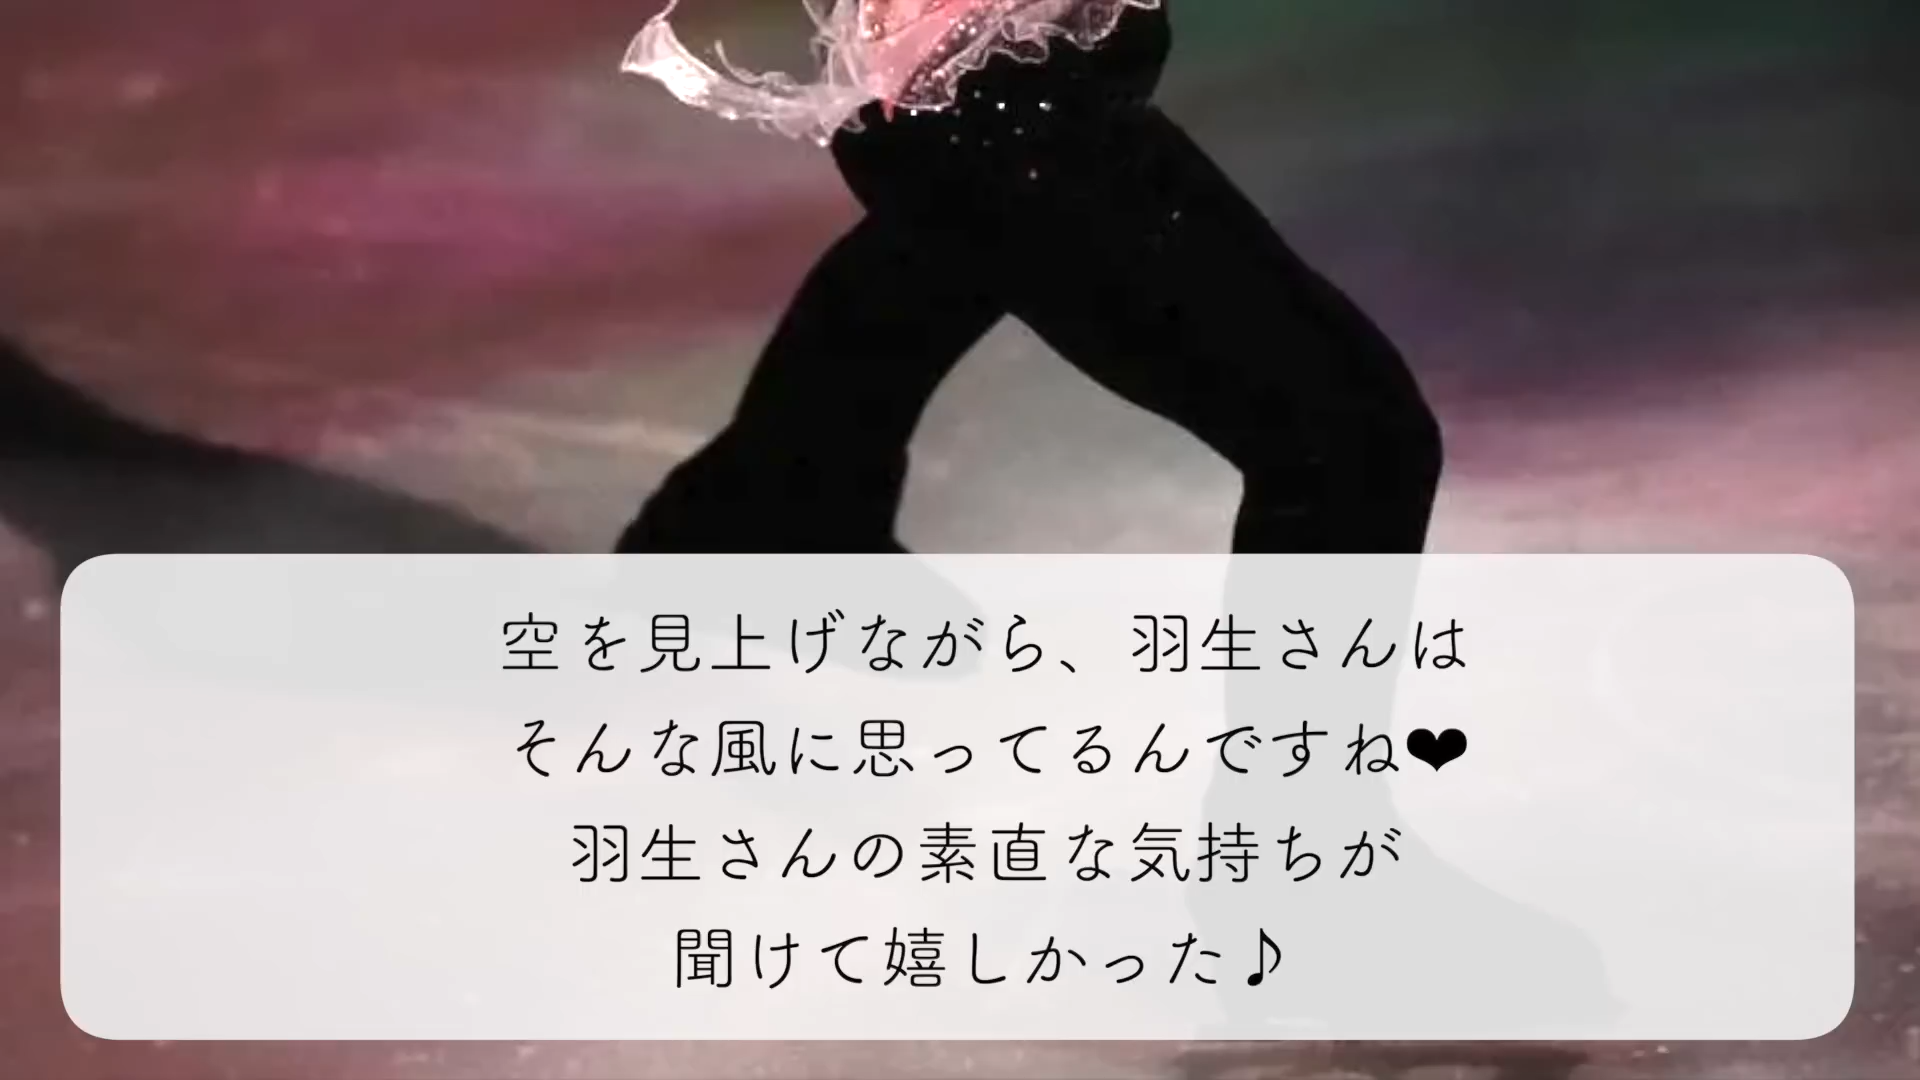 空を見上げながら、羽生さんは
そんな風に思ってるんですね❤
羽生さんの素直な気持ちが
聞けて嬉しかった♪